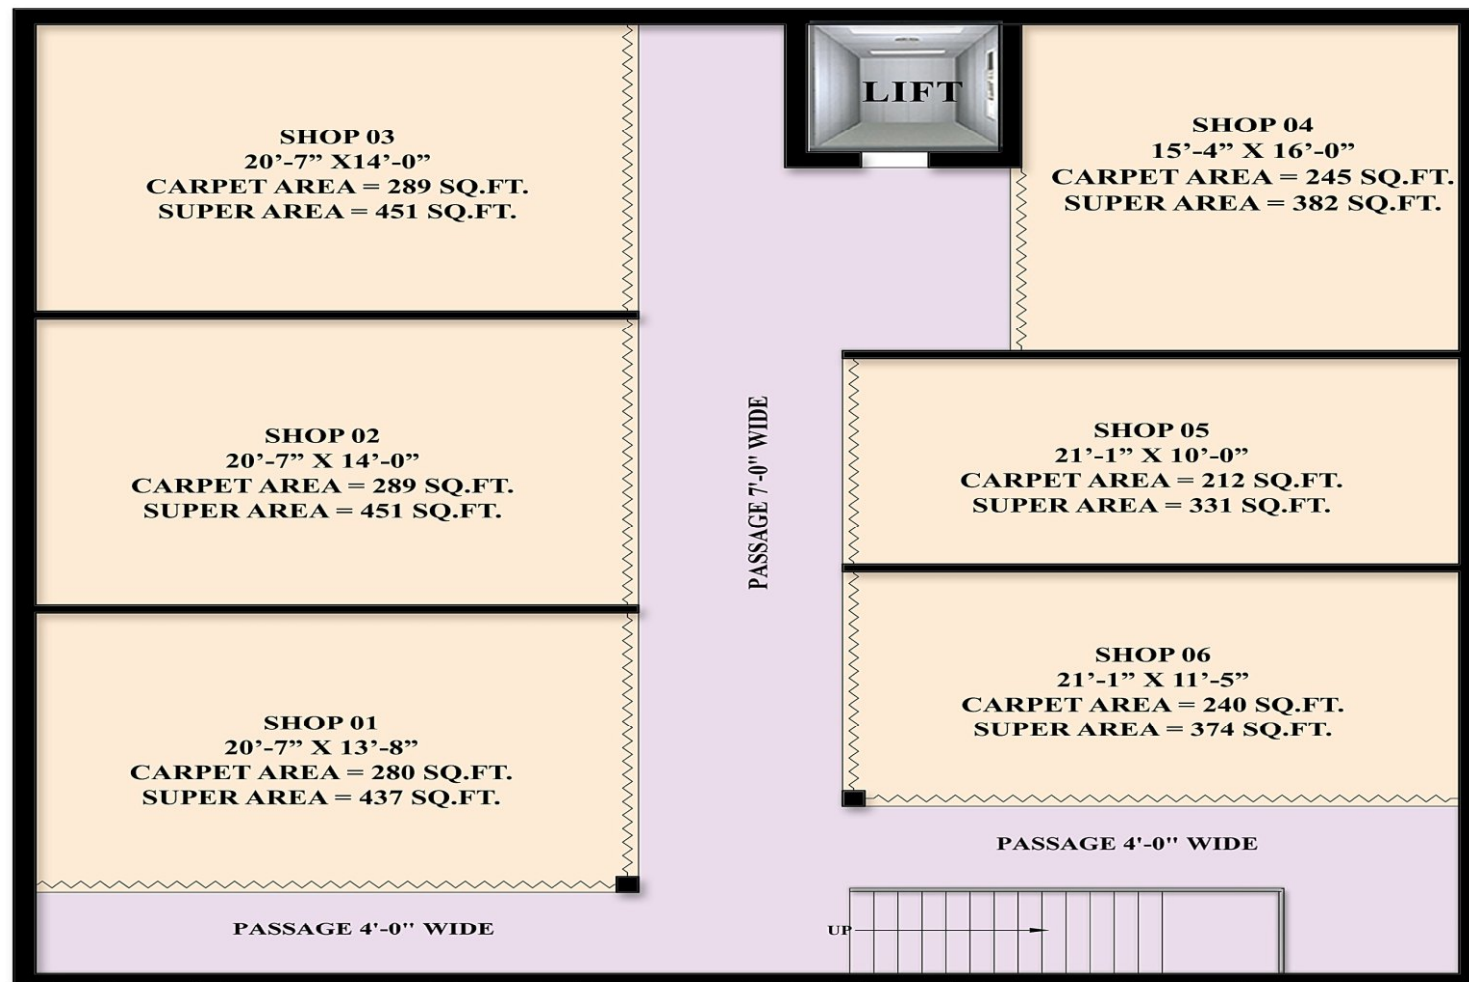 LIFT
SHOP 03
20’-7” X14’-0”
CARPET AREA = 289 SQ.FT.
SUPER AREA = 451 SQ.FT.
SHOP 04
15’-4” X 16’-0”
CARPET AREA = 245 SQ.FT.
SUPER AREA = 382 SQ.FT.
SHOP 02
20’-7” X 14’-0”
CARPET AREA = 289 SQ.FT.
SUPER AREA = 451 SQ.FT.
PASSAGE 7'-0" WIDE
SHOP 05
21’-1” X 10’-0”
CARPET AREA = 212 SQ.FT.
SUPER AREA = 331 SQ.FT.
SHOP 01
20’-7” X 13’-8”
CARPET AREA = 280 SQ.FT.
SUPER AREA = 437 SQ.FT.
SHOP 06
21’-1” X 11’-5”
CARPET AREA = 240 SQ.FT.
SUPER AREA = 374 SQ.FT.
PASSAGE 4'-0" WIDE
PASSAGE 4'-0" WIDE
UP